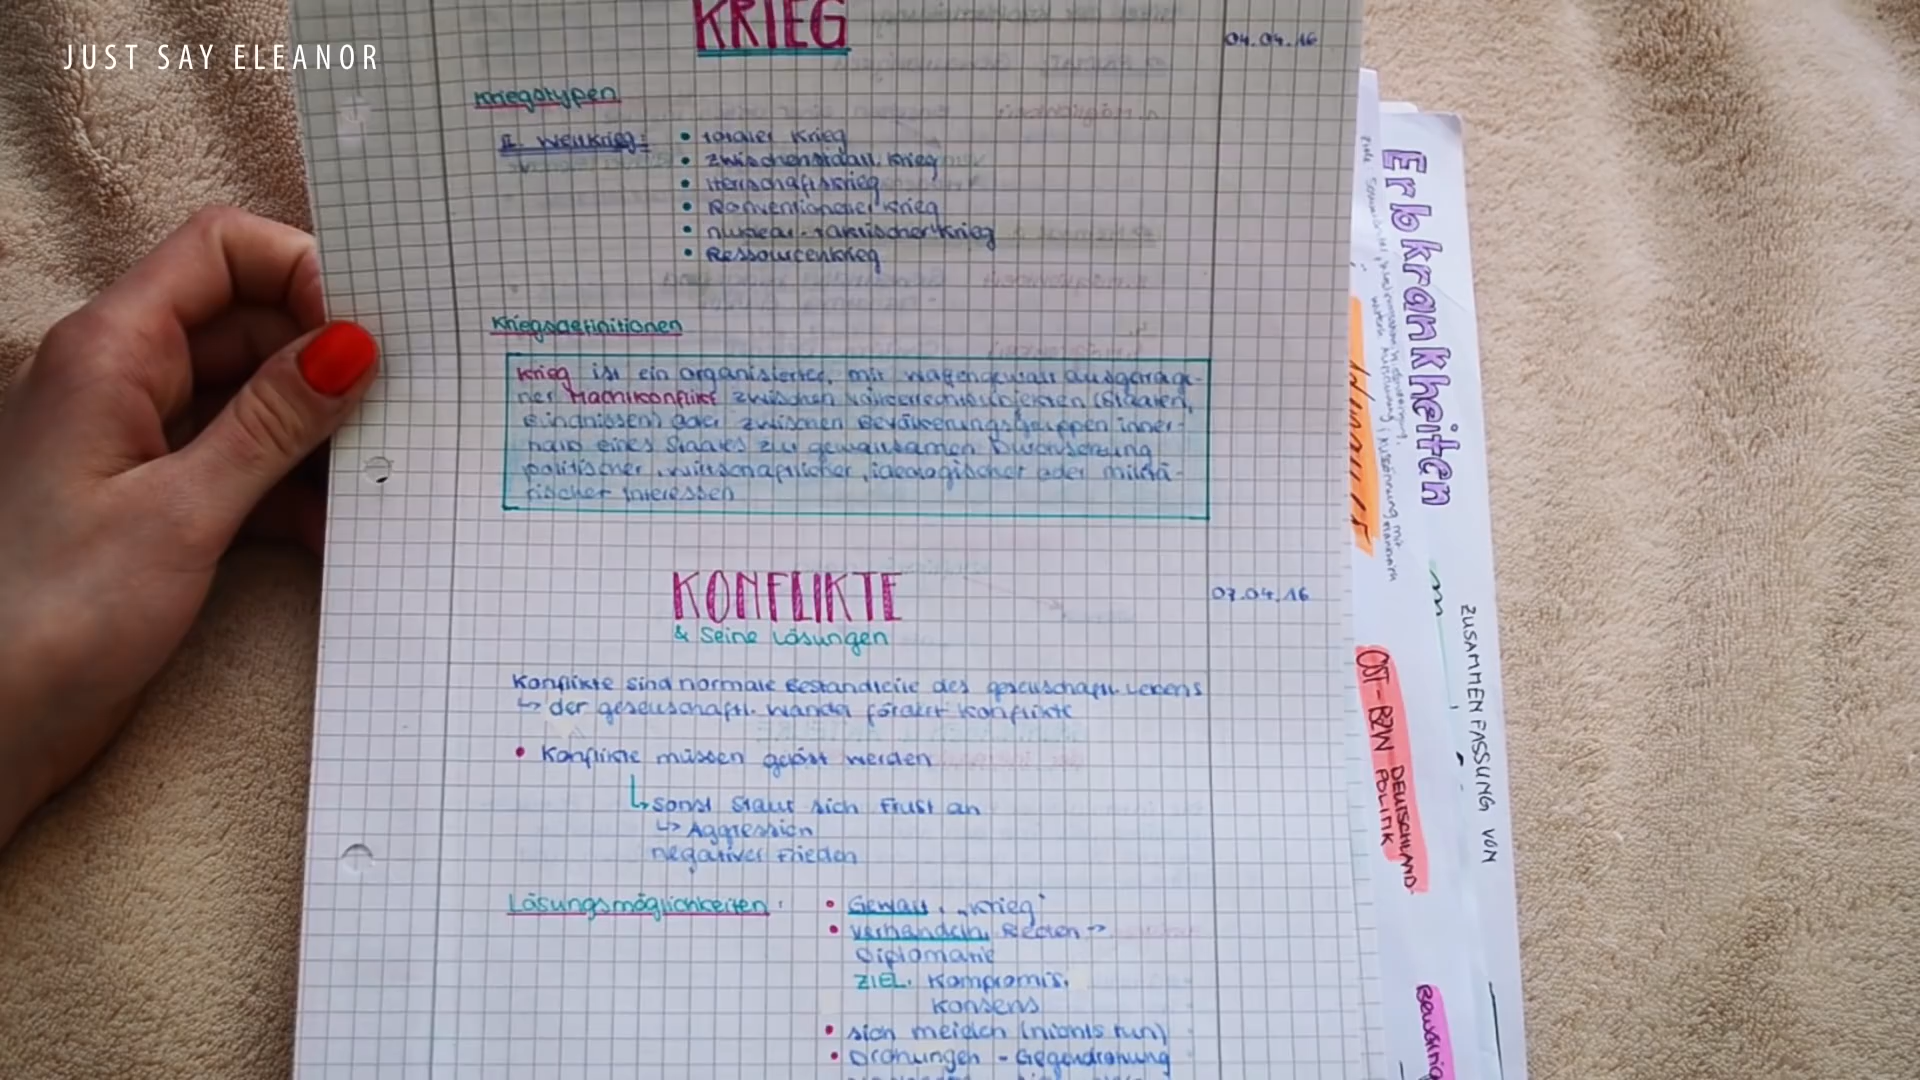 JUST SAY ELEANOR
KRIEG
04.04.16
Kriegstypen
II. Weltkrieg:
• totaler Krieg
• zwischenstaatl. Krieg
• Herrschaftskrieg
• Konventioneller Krieg
• nuklear-taktischer Krieg
• Ressourcenkrieg
Kriegsdefinitionen
Krieg ist ein organisierter, mit Waffengewalt ausgetrage-
ner Machtkonflikt zwischen Völkerrechtssubjekten (Staaten,
Bündnissen) oder zwischen Bevölkerungsgruppen inner-
halb eines Staates zur gewaltsamen Durchsetzung
politischer, wirtschaftlicher, ideologischer oder militä-
rischer Interessen
KONFLIKTE
07.04.16
& seine Lösungen
Konflikte sind normale Bestandteile des gesellschaftl. Lebens
↳ der gesellschaftl. Wandel fördert Konflikte
• Konflikte müssen gelöst werden
↳ sonst staut sich Frust an
↳ Aggression
negativer Frieden
Lösungsmöglichkeiten:
• Gewalt, „Krieg"
• verhandeln, Reden →
Diplomatie
ZIEL: Kompromis,
Konsens
• sich meiden (nichts tun)
• Drohungen - Gegendrohung
Erbkrankheiten
ZUSAMMENFASSUNG VON
OST- BZW DEUTSCHLAND-
POLITIK